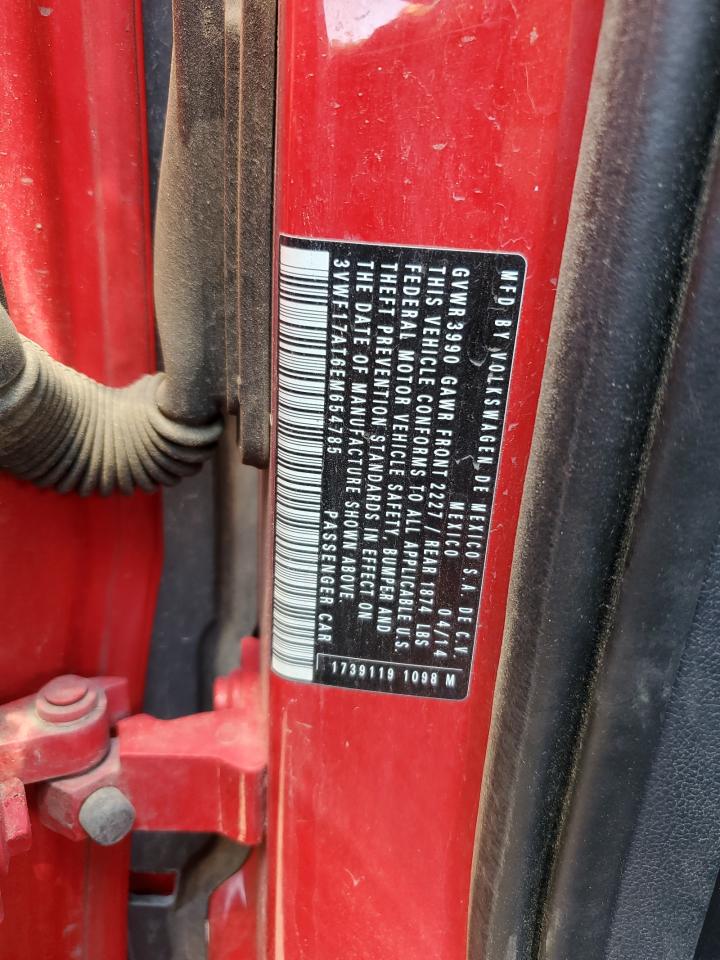 MFD BY VOLKSWAGEN DE MEXICO S.A. DE C.V
MEXICO 04/14
GVWR 3990 GAWR FRONT 2227 / REAR 1874 LBS
THIS VEHICLE CONFORMS TO ALL APPLICABLE U.S.
FEDERAL MOTOR VEHICLE SAFETY, BUMPER AND
THEFT PREVENTION STANDARDS IN EFFECT ON
THE DATE OF MANUFACTURE SHOWN ABOVE.
3VWF17AT6EM654785 PASSENGER CAR
1739119 1098 M